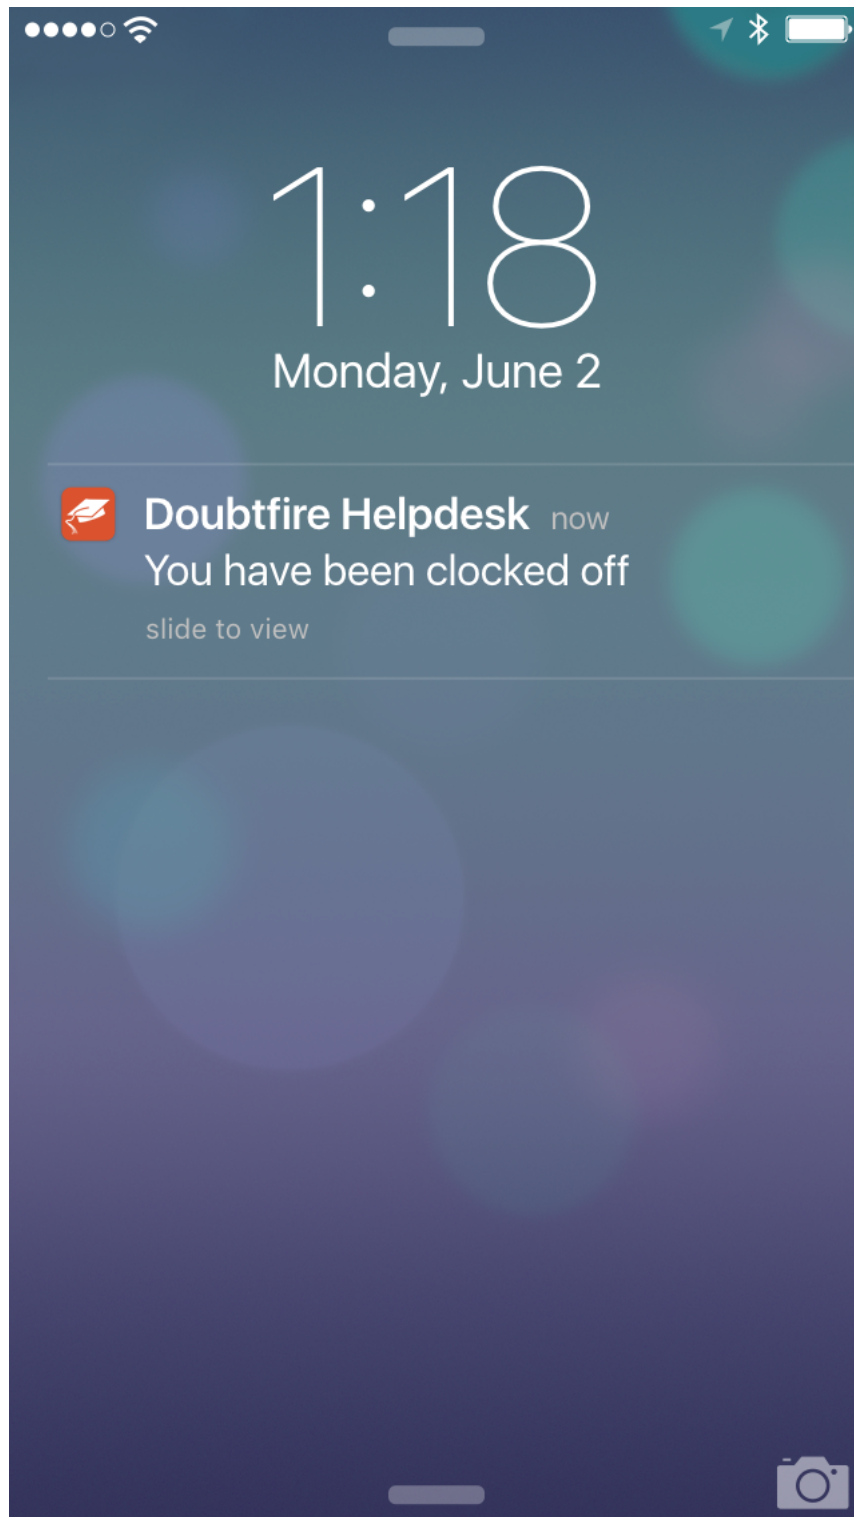 1:18
Monday, June 2
Doubtfire Helpdesk now
You have been clocked off
slide to view